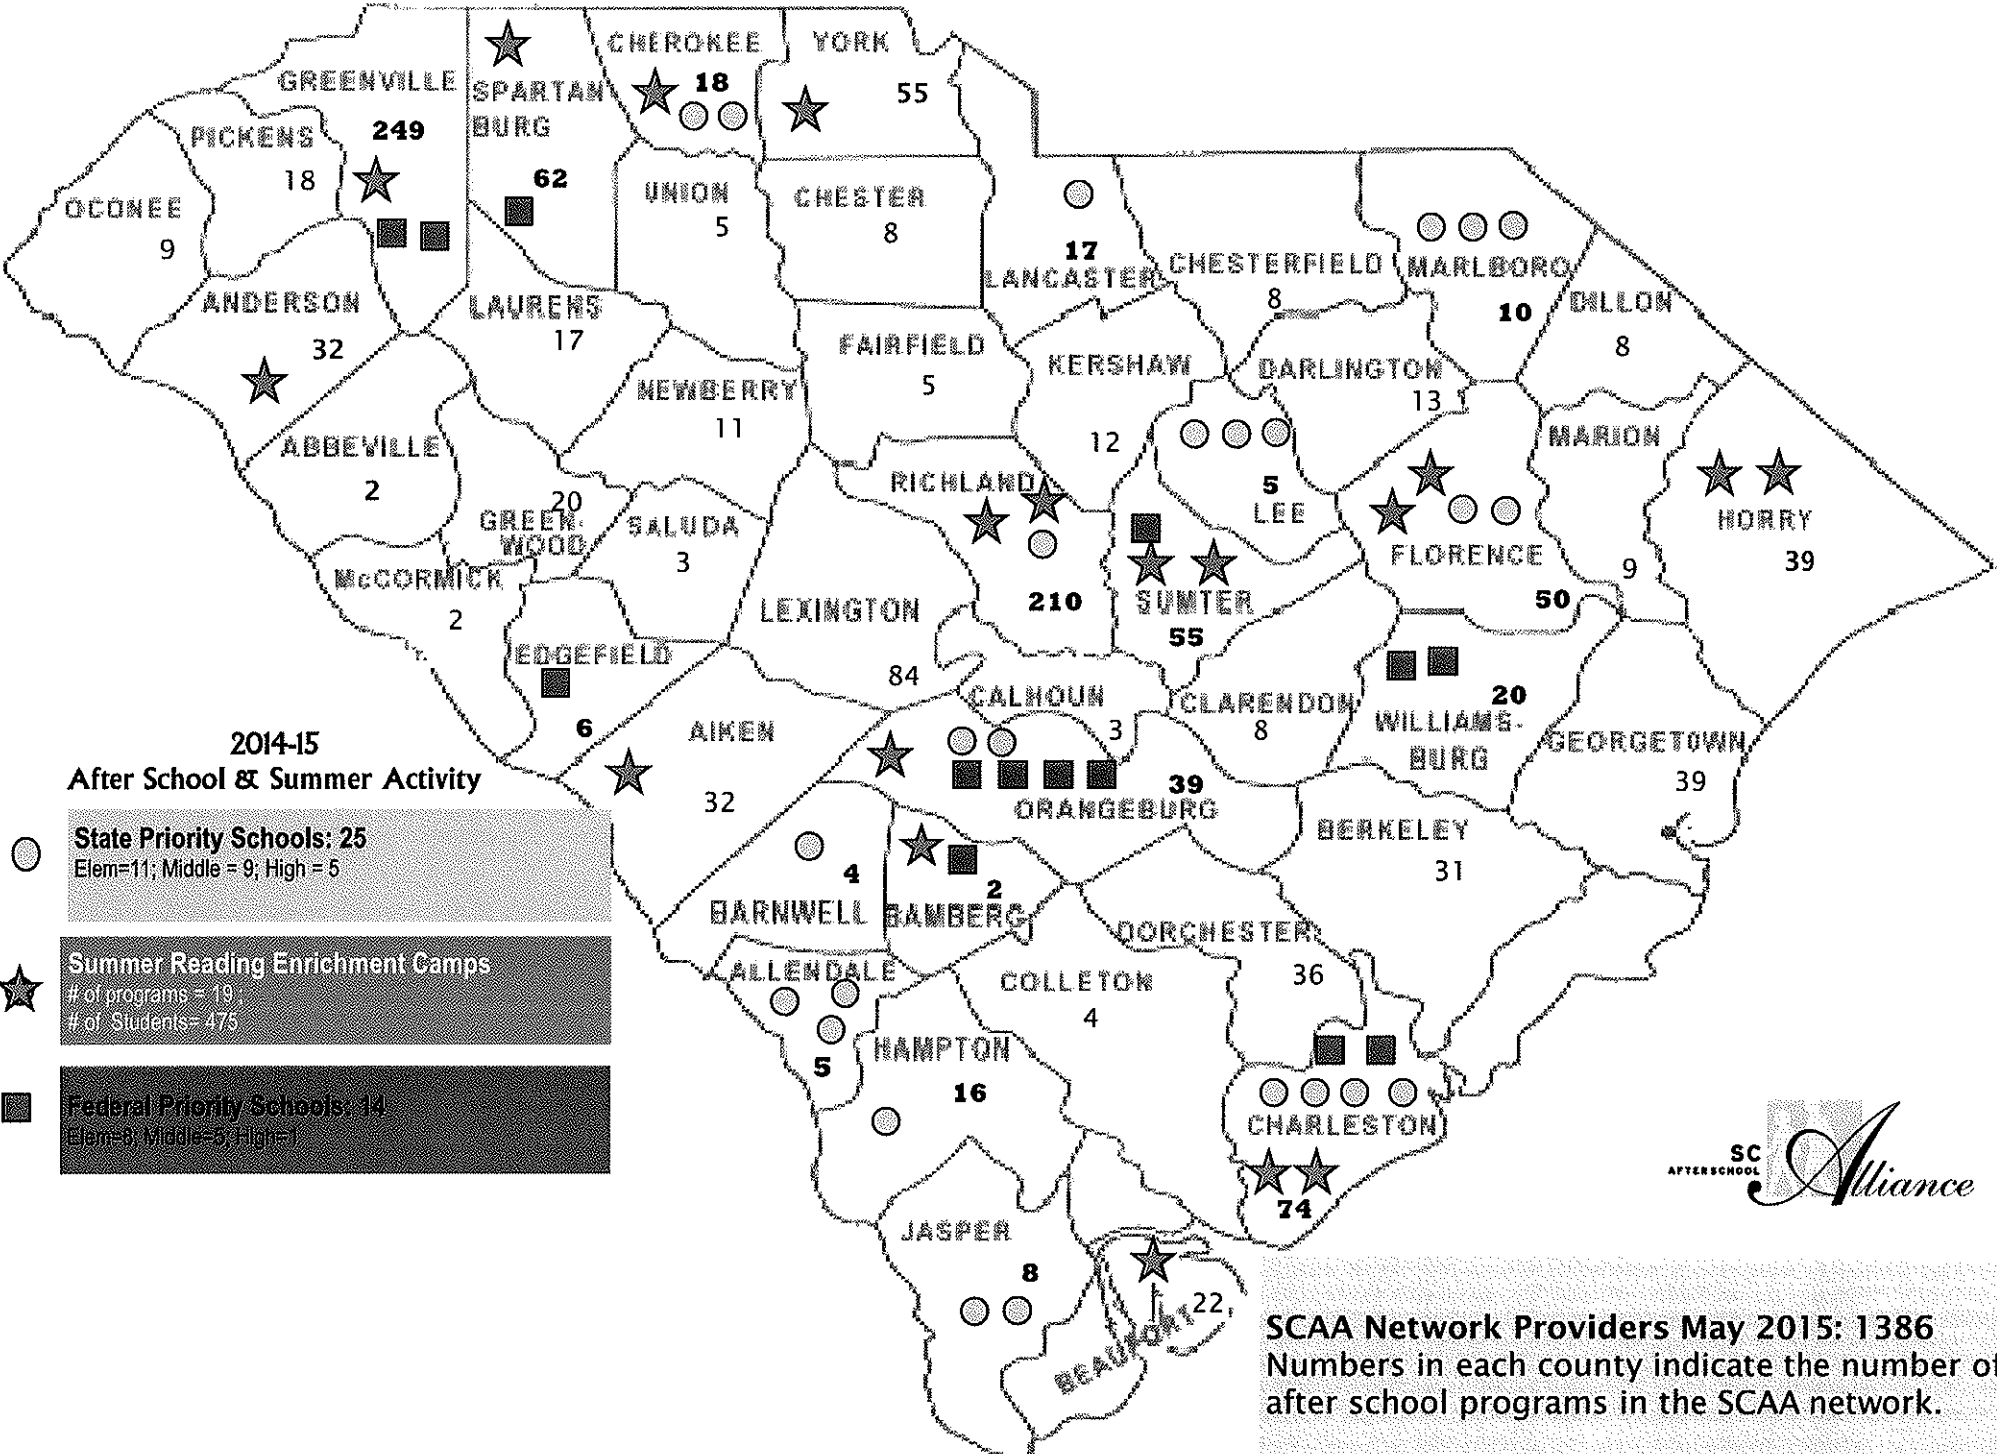 CHEROKEE
YORK
GREENVILLE
SPARTAN
BURG
18
55
PICKENS
249
18
62
OCONEE
9
UNION
5
CHESTER
8
17
LANCASTER
CHESTERFIELD
8
MARLBORO
10
DILLON
8
ANDERSON
32
LAURENS
17
FAIRFIELD
5
KERSHAW
12
DARLINGTON
13
NEWBERRY
11
MARION
9
ABBEVILLE
2
20
GREEN-
WOOD
SALUDA
3
RICHLAND
210
5
LEE
FLORENCE
50
HORRY
39
McCORMICK
2
LEXINGTON
84
SUMTER
55
EDGEFIELD
6
AIKEN
32
CALHOUN
3
CLARENDON
8
20
WILLIAMS-
BURG
GEORGETOWN
39
39
ORANGEBURG
BERKELEY
31
4
BARNWELL
2
BAMBERG
DORCHESTER
36
ALLENDALE
5
COLLETON
4
HAMPTON
16
CHARLESTON
74
JASPER
8
BEAUFORT
22
2014-15
After School & Summer Activity
State Priority Schools: 25
Elem=11; Middle = 9; High = 5
Summer Reading Enrichment Camps
# of programs = 19 ;
# of Students= 475
Federal Priority Schools: 14
Elem=8; Middle=5; High=1
SC
AFTERSCHOOL
Alliance
SCAA Network Providers May 2015: 1386
Numbers in each county indicate the number of
after school programs in the SCAA network.